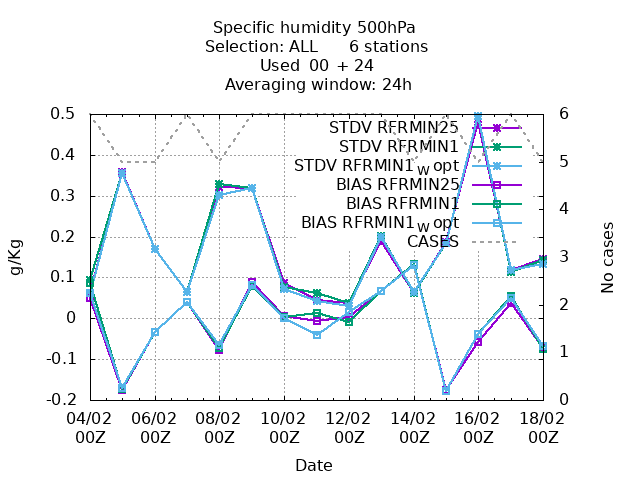 Specific humidity 500hPa
Selection: ALL 6 stations
Used 00 + 24
Averaging window: 24h
g/Kg
0.5
0.4
0.3
0.2
0.1
0
-0.1
-0.2
STDV RFRMIN25
STDV RFRMIN1
STDV RFRMIN1_W opt
BIAS RFRMIN25
BIAS RFRMIN1
BIAS RFRMIN1_W opt
CASES
6
5
4
3
2
1
0
No cases
04/02 06/02 08/02 10/02 12/02 14/02 16/02 18/02
00Z 00Z 00Z 00Z 00Z 00Z 00Z 00Z
Date